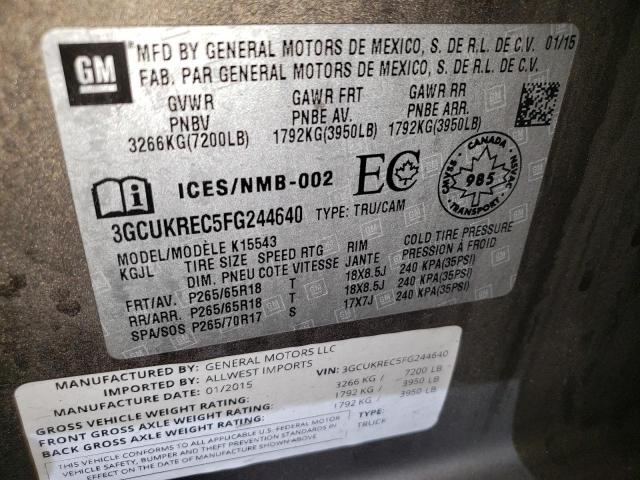 GM
MFD BY GENERAL MOTORS DE MEXICO, S. DE R.L. DE C.V. 01/15
FAB. PAR GENERAL MOTORS DE MEXICO, S. DE R.L. DE C.V.
GVWR GAWR FRT GAWR RR
PNBV PNBE AV. PNBE ARR.
3266KG(7200LB) 1792KG(3950LB) 1792KG(3950LB)
ICES/NMB-002 EC
CANADA
CMVSS NSVAC
985
TRANSPORT
3GCUKREC5FG244640 TYPE: TRU/CAM
MODEL/MODÈLE K15543
KGJL TIRE SIZE SPEED RTG RIM COLD TIRE PRESSURE
DIM. PNEU COTE VITESSE JANTE PRESSION À FROID
FRT/AV. P265/65R18 T 18X8.5J 240 KPA(35PSI)
RR/ARR. P265/65R18 T 18X8.5J 240 KPA(35PSI)
SPA/SOS P265/70R17 S 17X7J 240 KPA(35PSI)
MANUFACTURED BY: GENERAL MOTORS LLC
IMPORTED BY: ALLWEST IMPORTS
MANUFACTURED: 01/2015 VIN: 3GCUKREC5FG244640
GROSS VEHICLE WEIGHT RATING: 3266 KG / 7200 LB
FRONT GROSS AXLE WEIGHT RATING: 1792 KG / 3950 LB
BACK GROSS AXLE WEIGHT RATING: 1792 KG / 3950 LB
THIS VEHICLE CONFORMS TO ALL APPLICABLE U.S. FEDERAL MOTOR TYPE:
VEHICLE SAFETY, BUMPER AND THEFT PREVENTION STANDARDS IN TRUCK
EFFECT ON THE DATE OF MANUFACTURE SHOWN ABOVE.